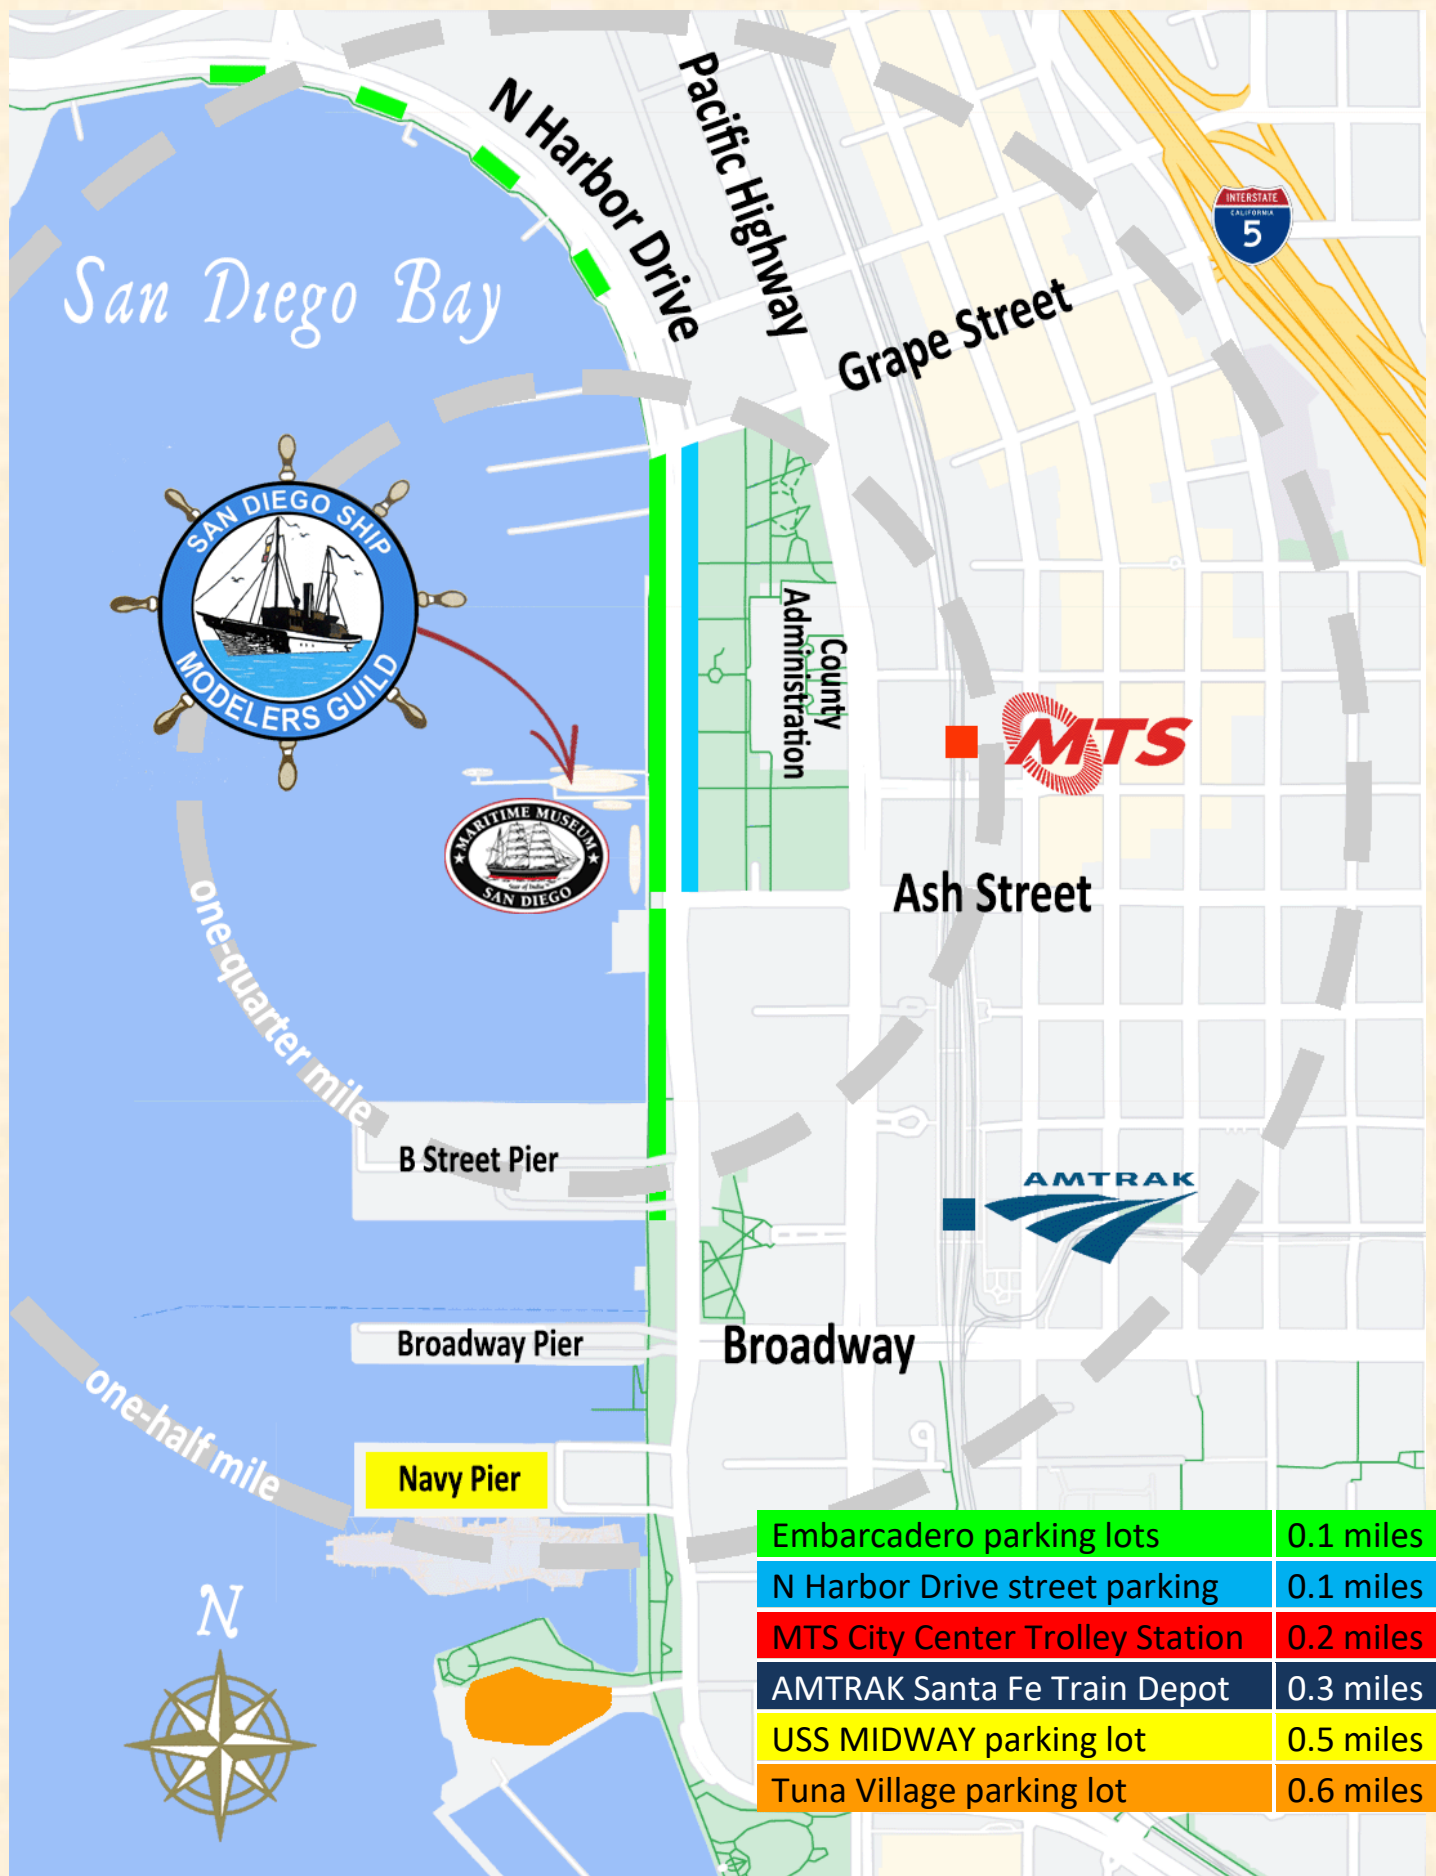 N Harbor Drive
Pacific Highway
INTERSTATE
CALIFORNIA
5
San Diego Bay
Grape Street
SAN DIEGO SHIP
MODELERS GUILD
County
Administration
MTS
MARITIME MUSEUM
Star of India
SAN DIEGO
Ash Street
one-quarter mile
B Street Pier
AMTRAK
Broadway Pier
Broadway
one-half mile
Navy Pier
N
Embarcadero parking lots 0.1 miles
N Harbor Drive street parking 0.1 miles
MTS City Center Trolley Station 0.2 miles
AMTRAK Santa Fe Train Depot 0.3 miles
USS MIDWAY parking lot 0.5 miles
Tuna Village parking lot 0.6 miles